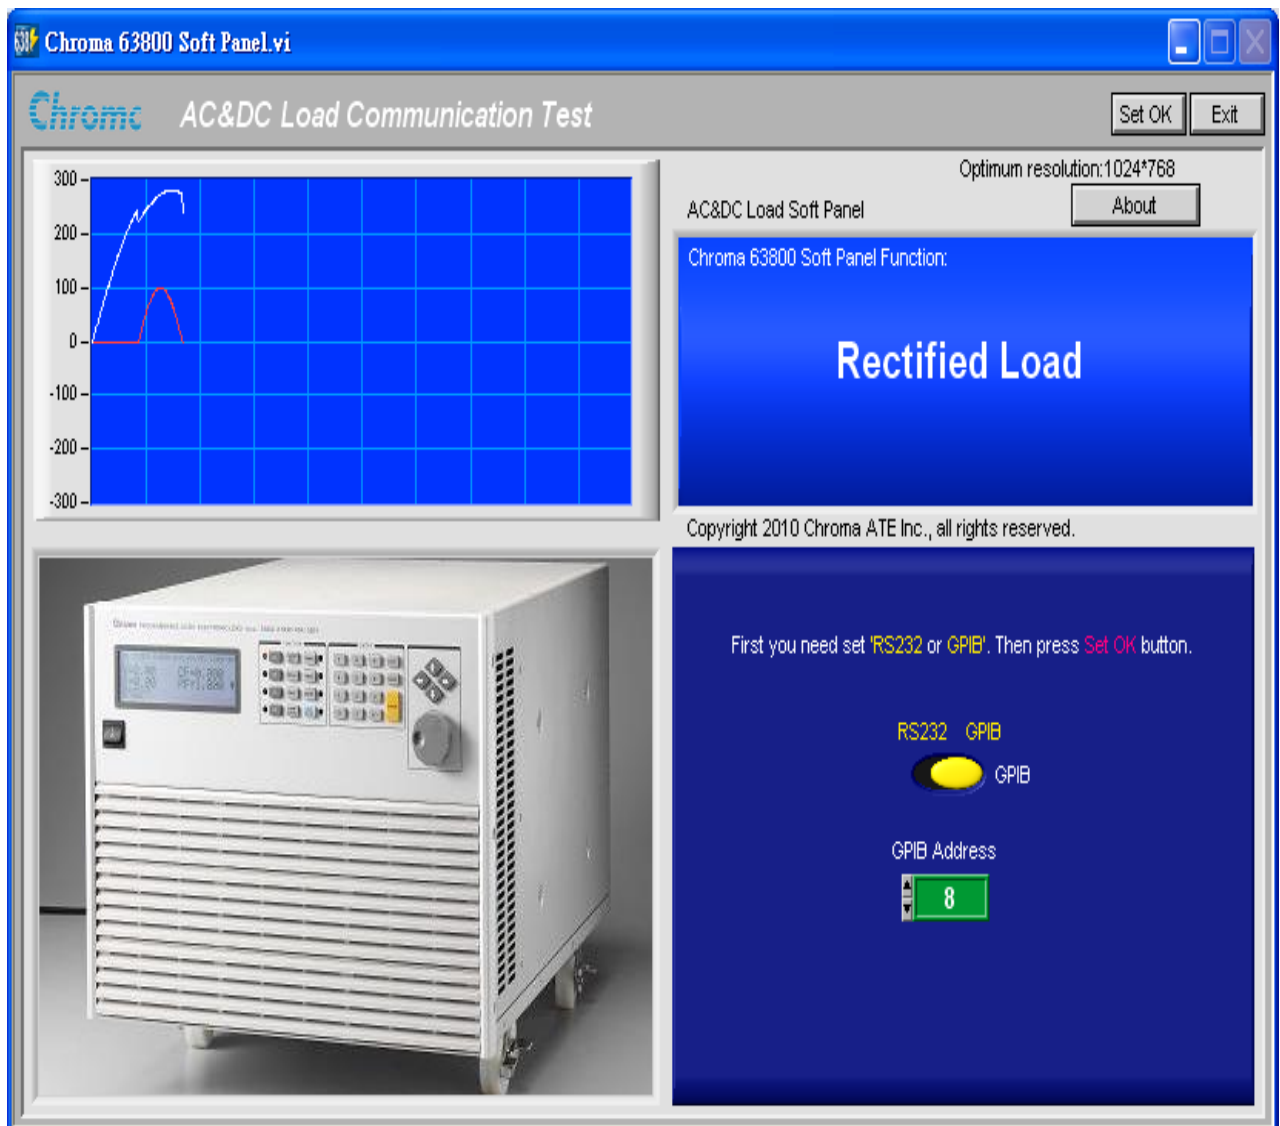 Chroma 63800 Soft Panel.vi
Chroma AC&DC Load Communication Test
Set OK Exit
Optimum resolution:1024*768
AC&DC Load Soft Panel
About
300
200
100
0
-100
-200
-300
Chroma 63800 Soft Panel Function:
Rectified Load
Copyright 2010 Chroma ATE Inc., all rights reserved.
First you need set 'RS232 or GPIB'. Then press Set OK button.
RS232 GPIB
GPIB
GPIB Address
8